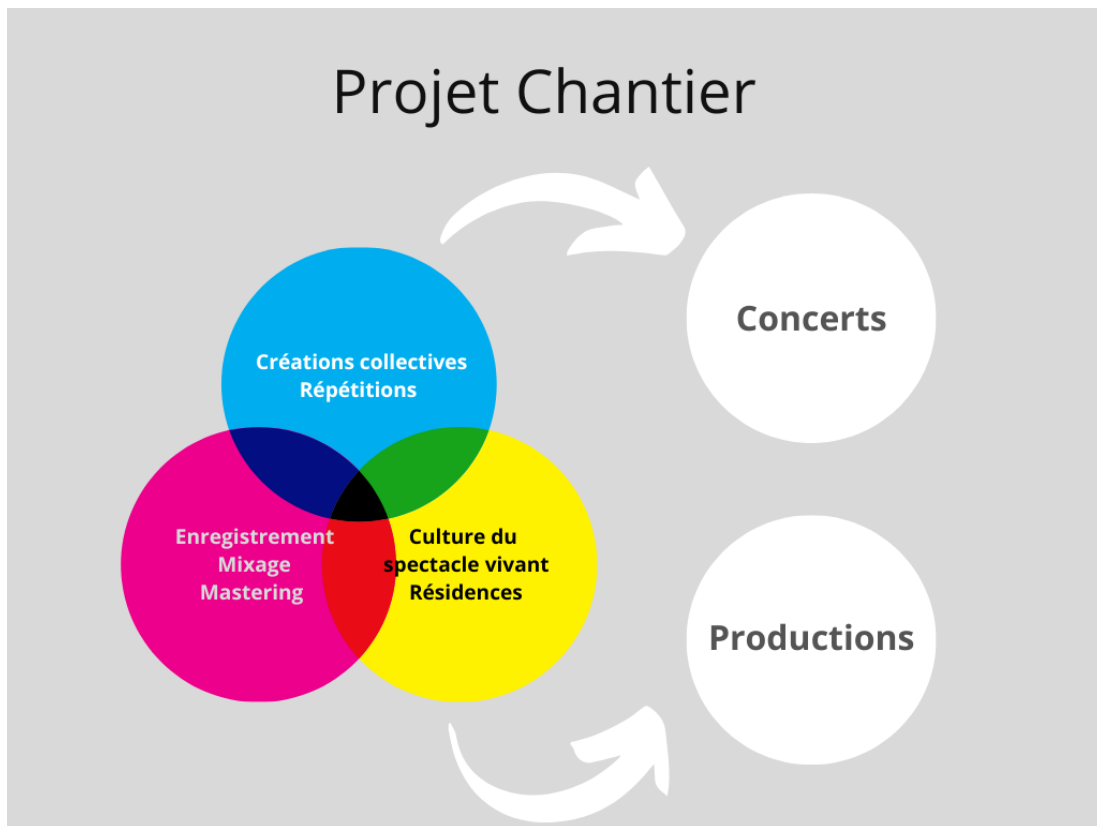 Projet Chantier
Créations collectives
Répétitions
Enregistrement
Mixage
Mastering
Culture du
spectacle vivant
Résidences
Concerts
Productions